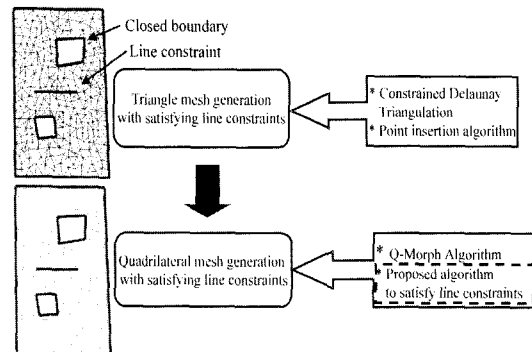 Closed boundary
Line constraint
Triangle mesh generation
with satisfying line constraints
* Constrained Delaunay
Triangulation
* Point insertion algorithm
Quadrilateral mesh generation
with satisfying line constraints
* Q-Morph Algorithm
* Proposed algorithm
to satisfy line constraints